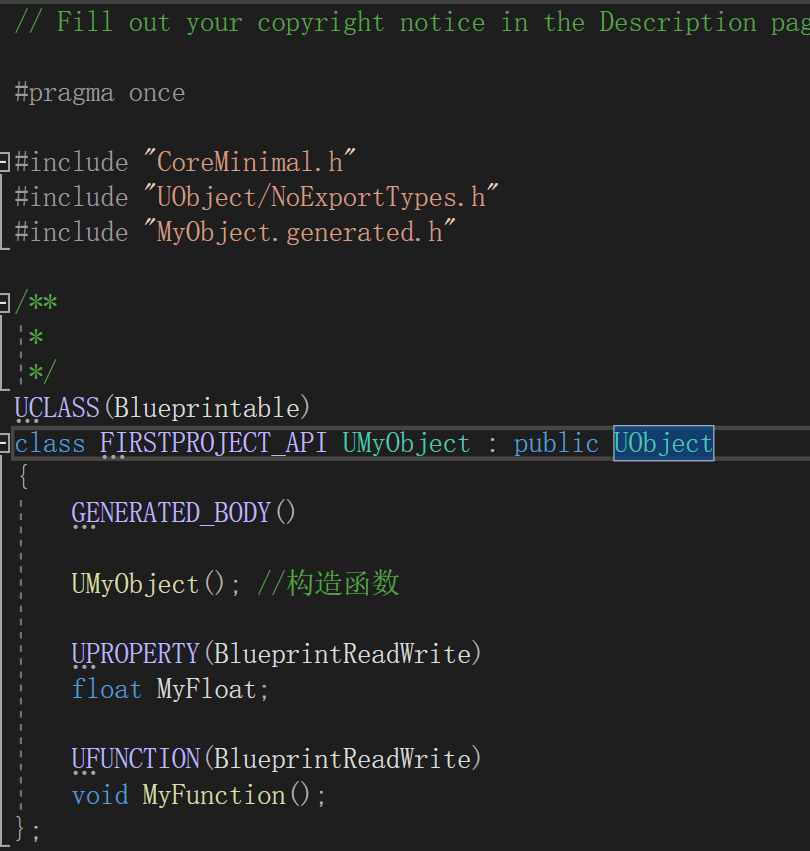 // Fill out your copyright notice in the Description pag
#pragma once
#include "CoreMinimal.h"
#include "UObject/NoExportTypes.h"
#include "MyObject.generated.h"
/**
*
*/
UCLASS(Blueprintable)
class FIRSTPROJECT_API UMyObject : public UObject
{
GENERATED_BODY()
UMyObject(); //构造函数
UPROPERTY(BlueprintReadWrite)
float MyFloat;
UFUNCTION(BlueprintReadWrite)
void MyFunction();
};